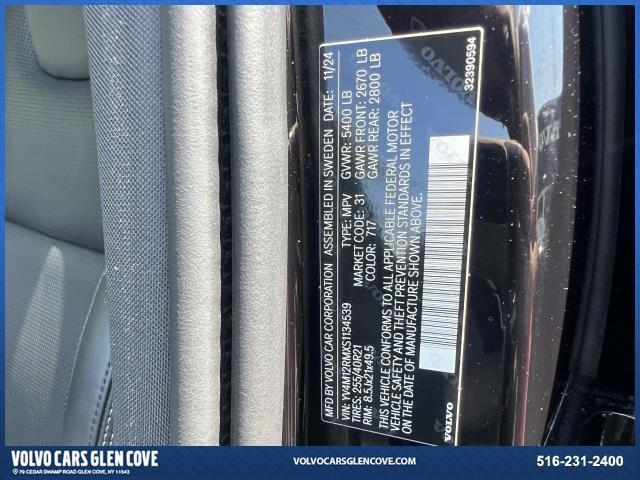 MFD BY VOLVO CAR CORPORATION ASSEMBLED IN SWEDEN DATE: 11/24
VIN: YV4M12RMXS1134539 TYPE: MPV GVWR: 5400 LB
TIRES: 255/40R21 MARKET CODE: 31 GAWR FRONT: 2670 LB
RIM: 8.5Jx21x49.5 COLOR: 717 GAWR REAR: 2800 LB
THIS VEHICLE CONFORMS TO ALL APPLICABLE FEDERAL MOTOR
VEHICLE SAFETY AND THEFT PREVENTION STANDARDS IN EFFECT
ON THE DATE OF MANUFACTURE SHOWN ABOVE.
VOLVO
32390594
VOLVO CARS GLEN COVE
79 CEDAR SWAMP ROAD GLEN COVE, NY 11542
VOLVOCARSGLENCOVE.COM
516-231-2400